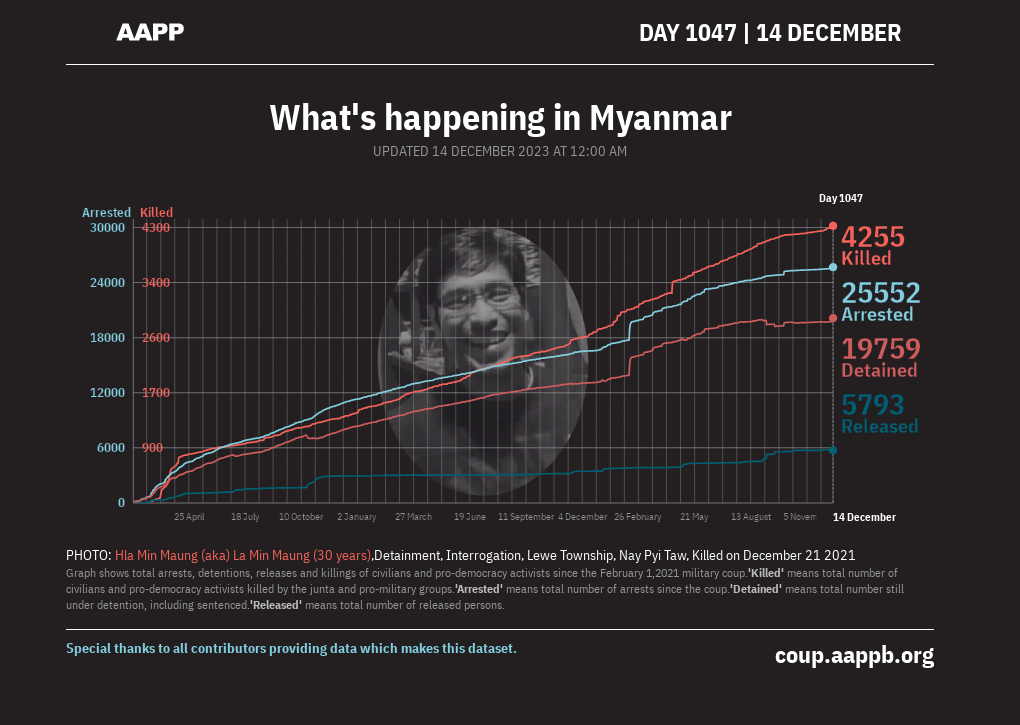 AAPP
DAY 1047 | 14 DECEMBER
What's happening in Myanmar
UPDATED 14 DECEMBER 2023 AT 12:00 AM
Day 1047
Arrested Killed
30000 4300
24000 3400
18000 2600
12000 1700
6000 900
0
4255
Killed
25552
Arrested
19759
Detained
5793
Released
25 April 18 July 10 October 2 January 27 March 19 June 11 September 4 December 26 February 21 May 13 August 5 Novem 14 December
PHOTO: Hla Min Maung (aka) La Min Maung (30 years),Detainment, Interrogation, Lewe Township, Nay Pyi Taw, Killed on December 21 2021
Graph shows total arrests, detentions, releases and killings of civilians and pro-democracy activists since the February 1,2021 military coup.'Killed' means total number of
civilians and pro-democracy activists killed by the junta and pro-military groups.'Arrested' means total number of arrests since the coup.'Detained' means total number still
under detention, including sentenced.'Released' means total number of released persons.
Special thanks to all contributors providing data which makes this dataset.
coup.aappb.org